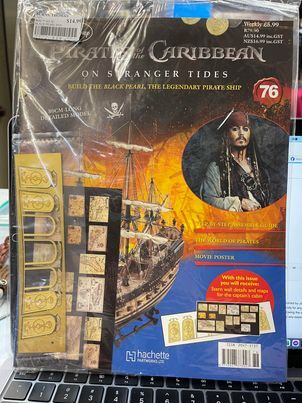 $14.99
Weekly £6.99
R79.90
AU$14.99 inc.GST
NZ$16.99 inc.GST
PIRATES of the CARIBBEAN
ON STRANGER TIDES
BUILD THE BLACK PEARL, THE LEGENDARY PIRATE SHIP
76
90CM-LONG
DETAILED MODEL
STEP-BY-STEP ASSEMBLY GUIDE
THE WORLD OF PIRATES
MOVIE POSTER
With this issue
you will receive:
Stern wall details and maps
for the captain's cabin
hachette
PARTWORKS LTD